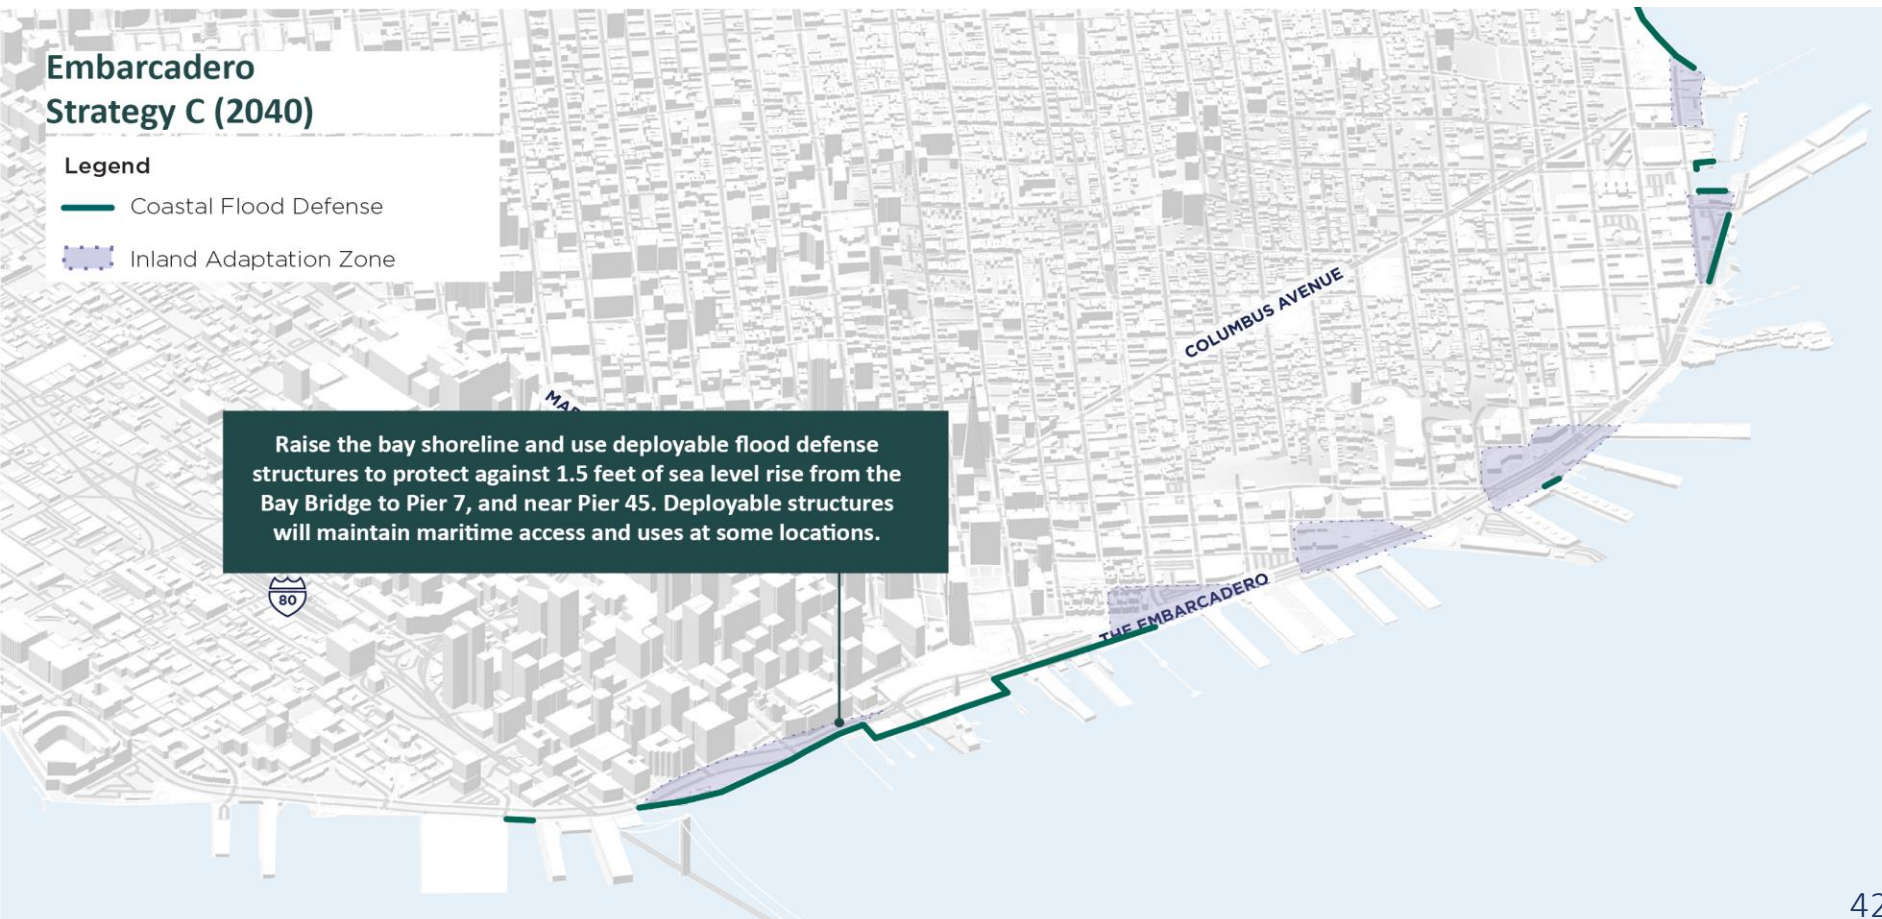 Embarcadero
Strategy C (2040)
Legend
Coastal Flood Defense
Inland Adaptation Zone
COLUMBUS AVENUE
Raise the bay shoreline and use deployable flood defense
structures to protect against 1.5 feet of sea level rise from the
Bay Bridge to Pier 7, and near Pier 45. Deployable structures
will maintain maritime access and uses at some locations.
80
THE EMBARCADERO
42